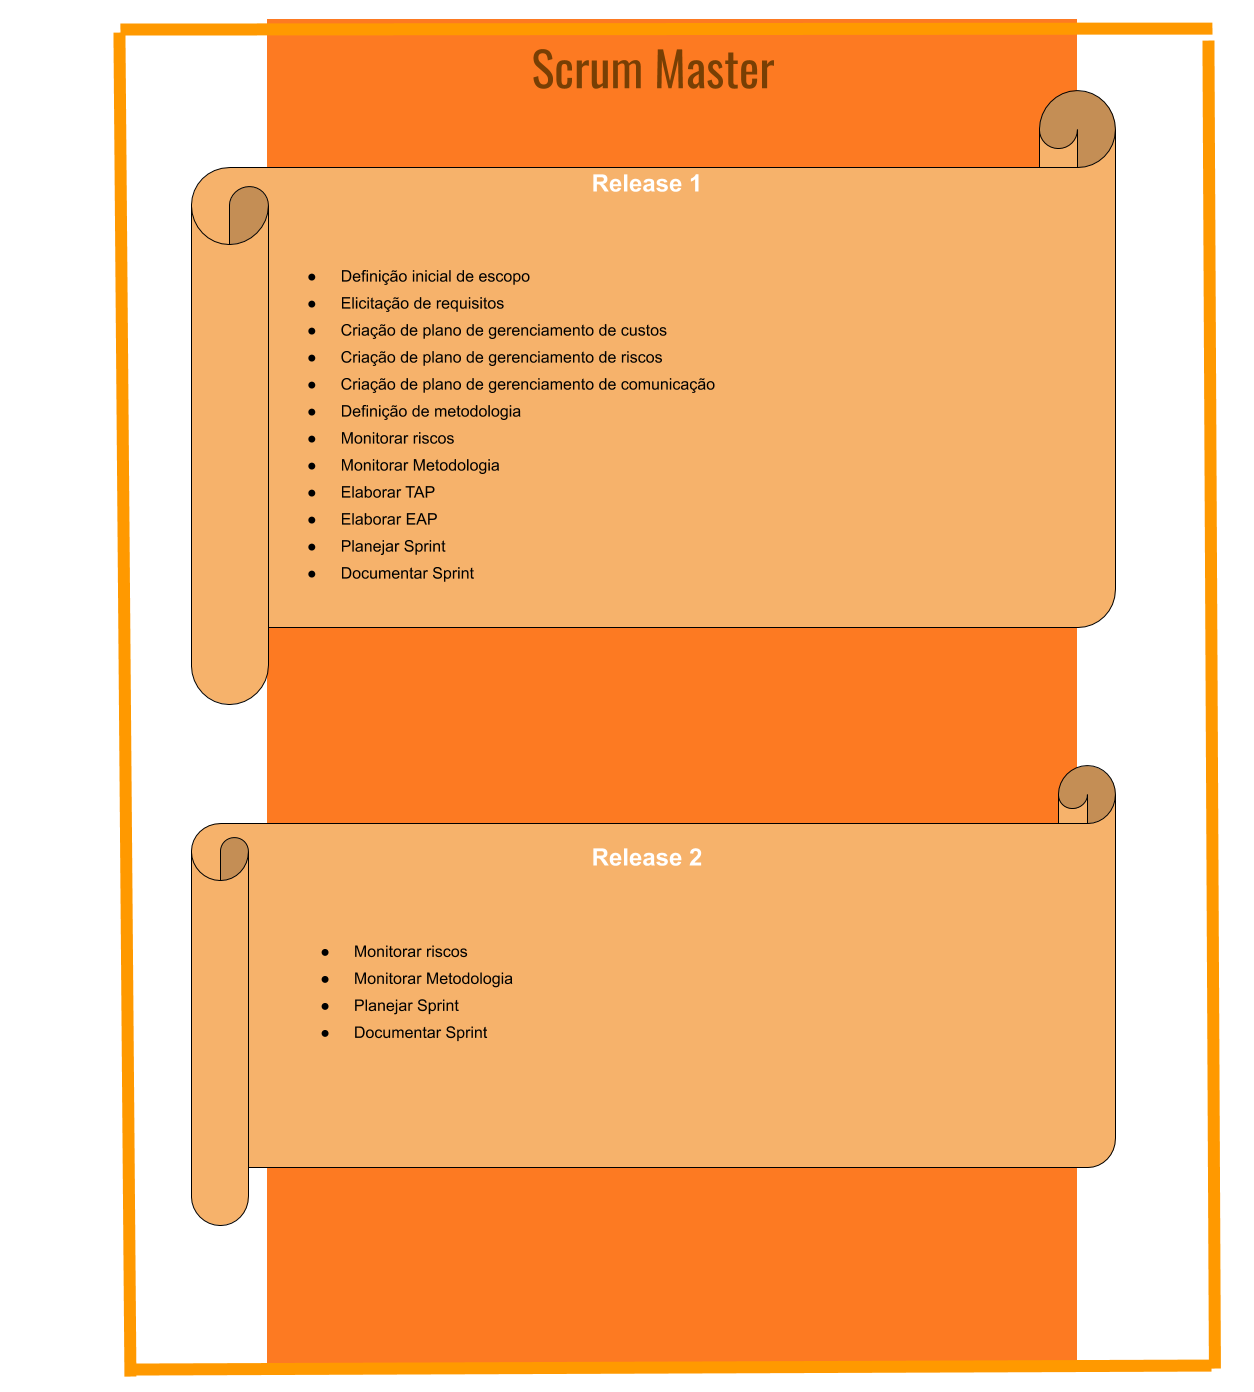 Scrum Master
Release 1
● Definição inicial de escopo
● Elicitação de requisitos
● Criação de plano de gerenciamento de custos
● Criação de plano de gerenciamento de riscos
● Criação de plano de gerenciamento de comunicação
● Definição de metodologia
● Monitorar riscos
● Monitorar Metodologia
● Elaborar TAP
● Elaborar EAP
● Planejar Sprint
● Documentar Sprint
Release 2
● Monitorar riscos
● Monitorar Metodologia
● Planejar Sprint
● Documentar Sprint